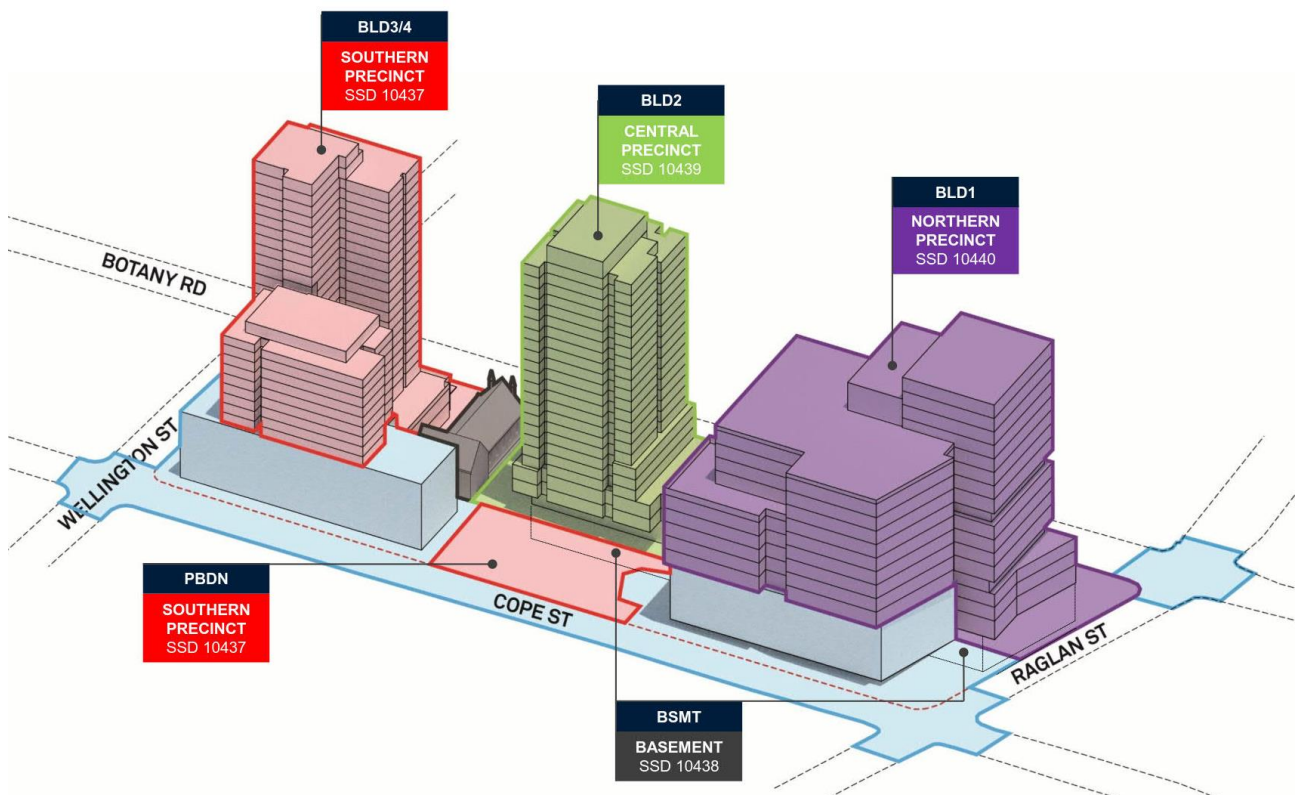 BLD3/4
SOUTHERN
PRECINCT
SSD 10437
BLD2
CENTRAL
PRECINCT
SSD 10439
BLD1
NORTHERN
PRECINCT
SSD 10440
BOTANY RD
WELLINGTON ST
PBDN
SOUTHERN
PRECINCT
SSD 10437
COPE ST
RAGLAN ST
BSMT
BASEMENT
SSD 10438